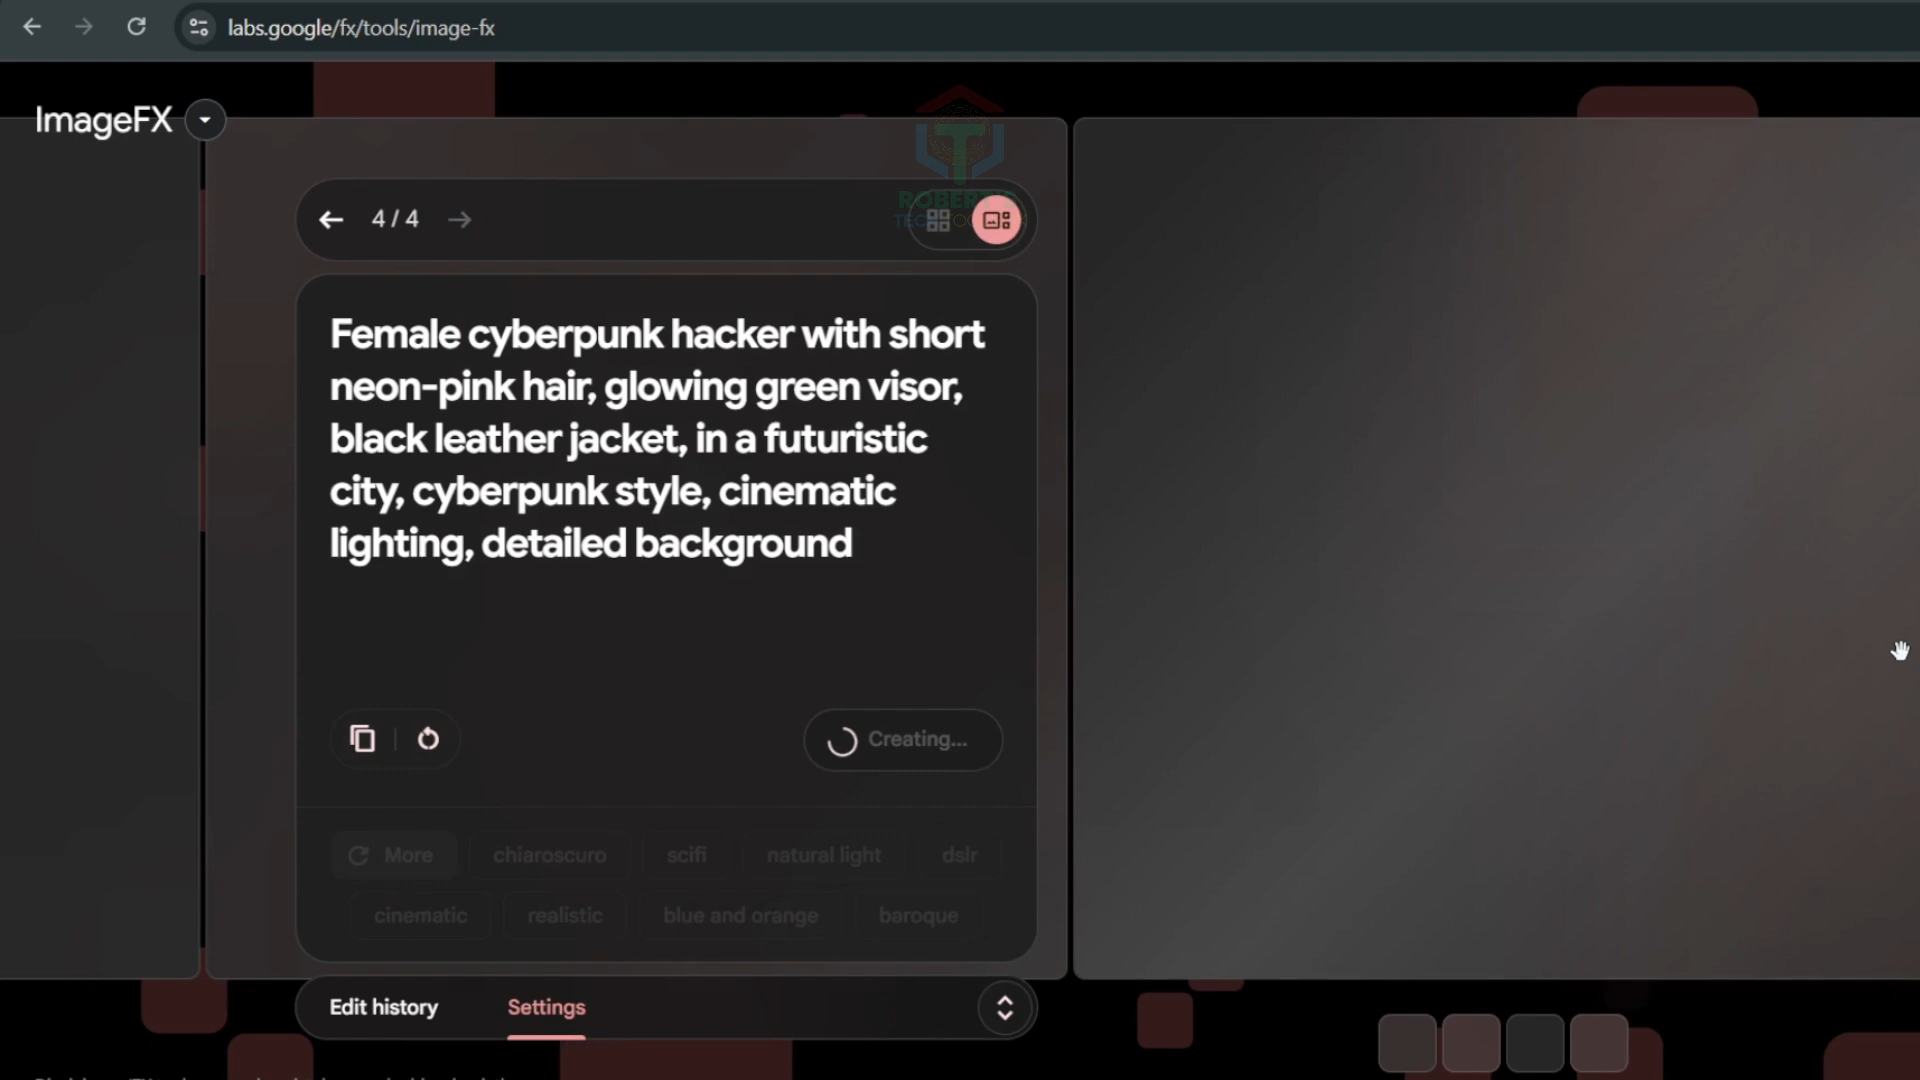 labs.google/fx/tools/image-fx
ImageFX
4 / 4
ROBERT
TEC
Female cyberpunk hacker with short
neon-pink hair, glowing green visor,
black leather jacket, in a futuristic
city, cyberpunk style, cinematic
lighting, detailed background
Creating...
More
chiaroscuro
scifi
natural light
dslr
cinematic
realistic
blue and orange
baroque
Edit history
Settings